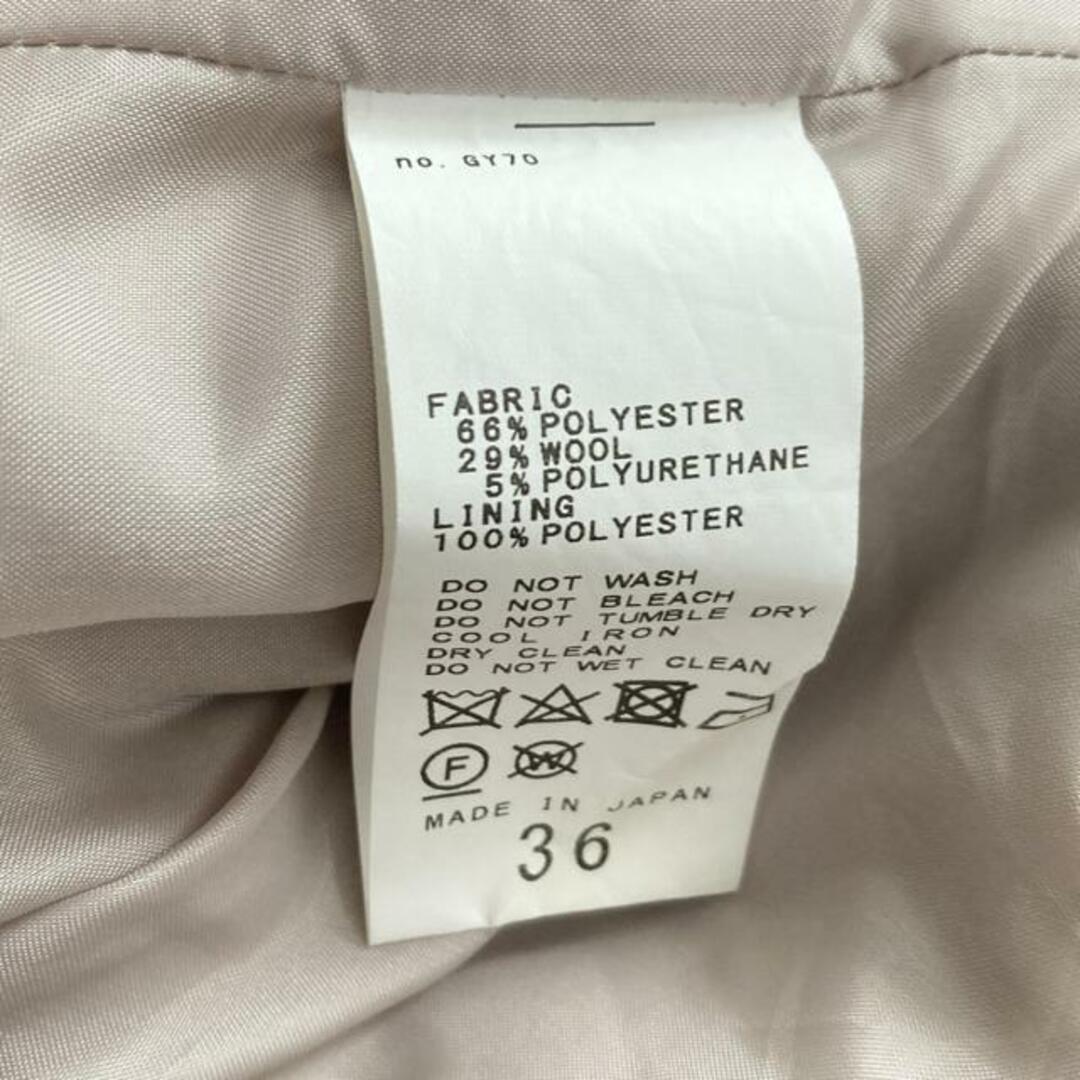 no. GY70
FABRIC
66% POLYESTER
29% WOOL
5% POLYURETHANE
LINING
100% POLYESTER
DO NOT WASH
DO NOT BLEACH
DO NOT TUMBLE DRY
COOL IRON
DRY CLEAN
DO NOT WET CLEAN
F W
MADE IN JAPAN
36